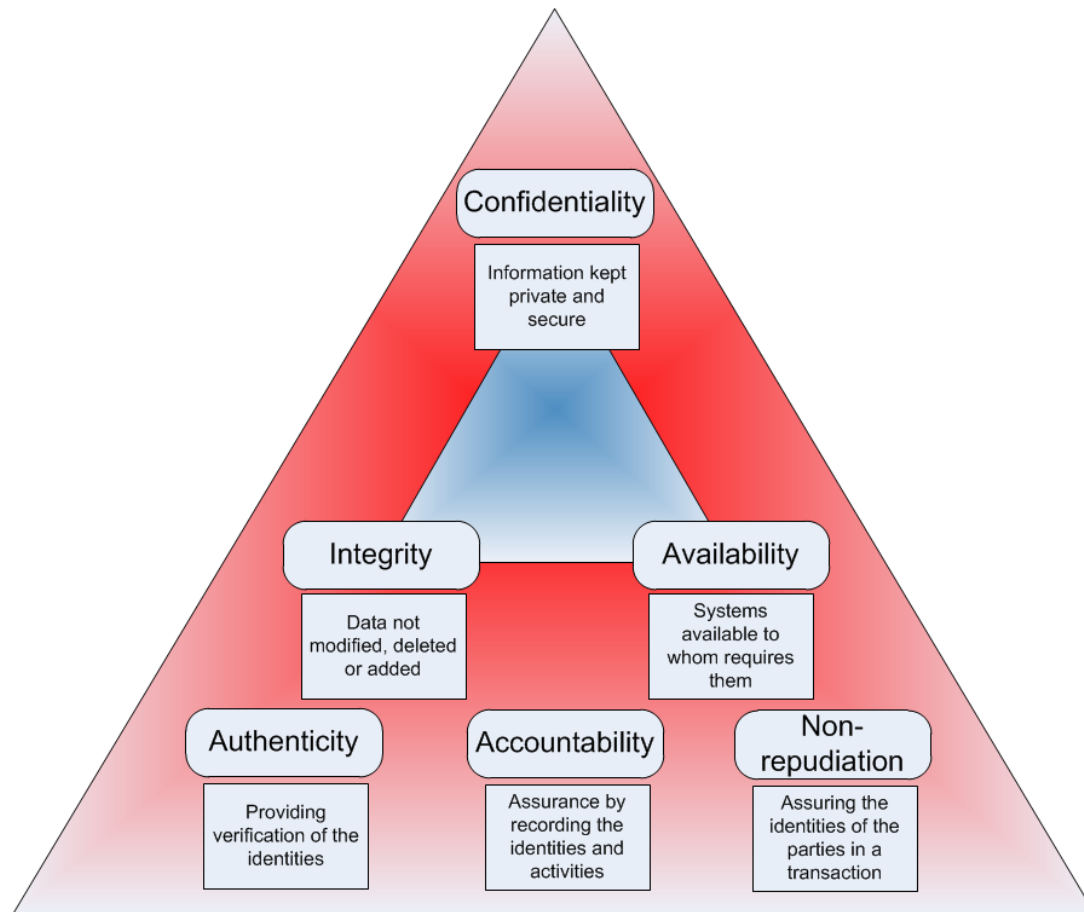 Confidentiality
Information kept
private and
secure
Integrity
Data not
modified, deleted
or added
Availability
Systems
available to
whom requires
them
Authenticity
Providing
verification of the
identities
Accountability
Assurance by
recording the
identities and
activities
Non-
repudiation
Assuring the
identities of the
parties in a
transaction